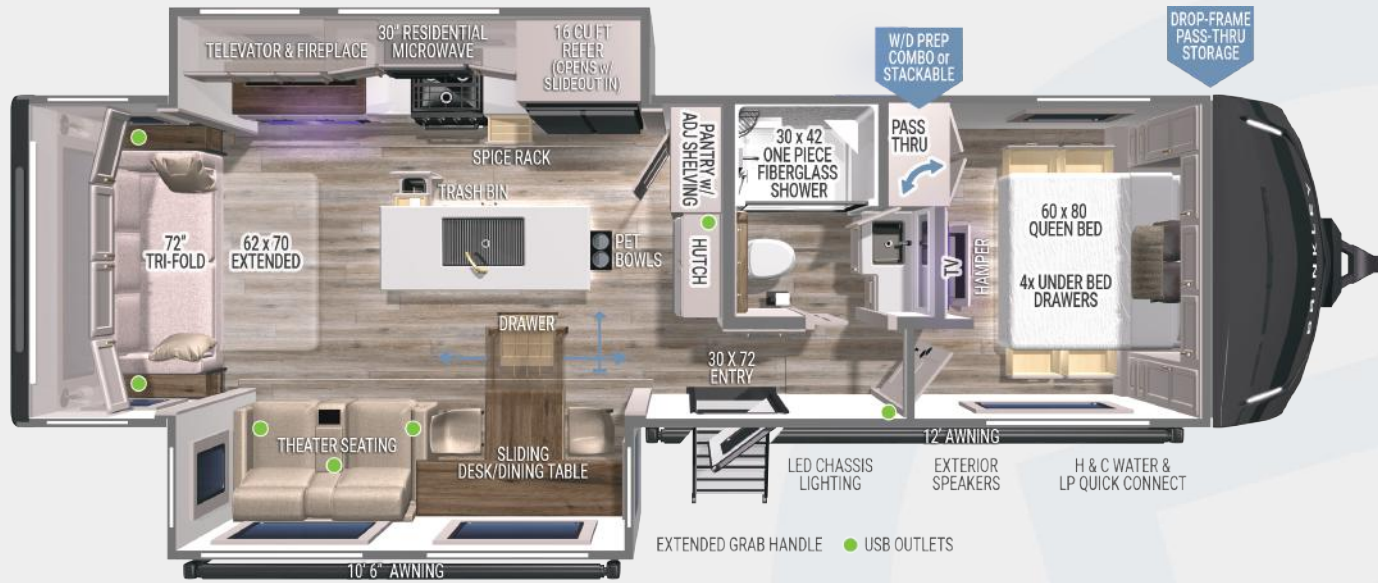 DROP-FRAME
PASS-THRU
STORAGE
W/D PREP
COMBO or
STACKABLE
TELEVATOR & FIREPLACE
30" RESIDENTIAL
MICROWAVE
16 CU FT
REFER
(OPENS w/
SLIDEOUT IN)
SPICE RACK
PANTRY w/
ADJ SHELVING
30 x 42
ONE PIECE
FIBERGLASS
SHOWER
PASS
THRU
TRASH BIN
72"
TRI-FOLD
62 x 70
EXTENDED
PET
BOWLS
HUTCH
TV
HAMPER
60 x 80
QUEEN BED
4x UNDER BED
DRAWERS
BRINKLEY
DRAWER
30 X 72
ENTRY
THEATER SEATING
SLIDING
DESK/DINING TABLE
12' AWNING
LED CHASSIS
LIGHTING
EXTERIOR
SPEAKERS
H & C WATER &
LP QUICK CONNECT
EXTENDED GRAB HANDLE
USB OUTLETS
10' 6" AWNING